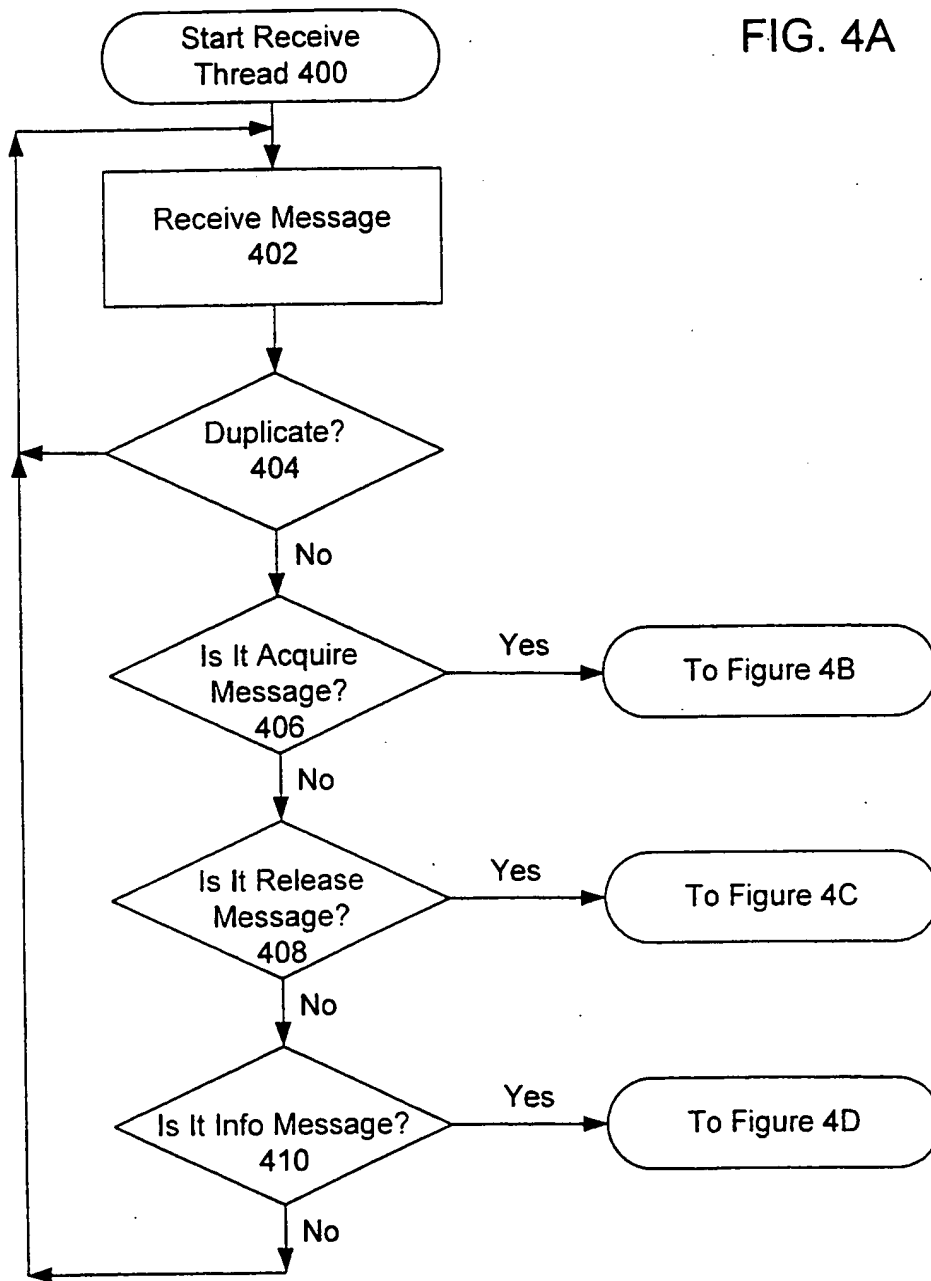 FIG. 4A
Start Receive
Thread 400
Receive Message
402
Duplicate?
404
No
Is It Acquire
Message?
406
Yes
To Figure 4B
No
Is It Release
Message?
408
Yes
To Figure 4C
No
Is It Info Message?
410
Yes
To Figure 4D
No